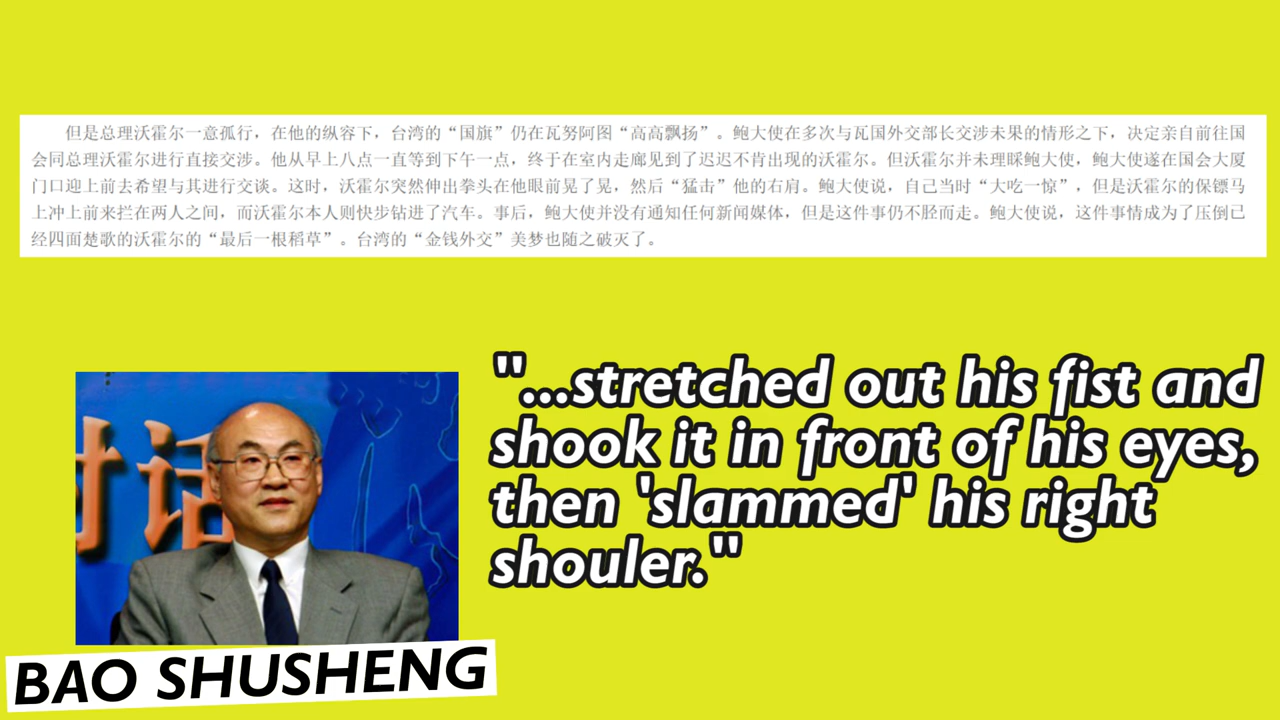 但是总理沃霍尔一意孤行，在他的纵容下，台湾的“国旗”仍在瓦努阿图“高高飘扬”。鲍大使在多次与瓦国外交部长交涉未果的情形之下，决定亲自前往国
会同总理沃霍尔进行直接交涉。他从早上八点一直等到下午一点，终于在室内走廊见到了迟迟不肯出现的沃霍尔。但沃霍尔并未理睬鲍大使，鲍大使遂在国会大厦
门口迎上前去希望与其进行交谈。这时，沃霍尔突然伸出拳头在他眼前晃了晃，然后“猛击”他的右肩。鲍大使说，自己当时“大吃一惊”，但是沃霍尔的保镖马
上冲上前来拦在两人之间，而沃霍尔本人则快步钻进了汽车。事后，鲍大使并没有通知任何新闻媒体，但是这件事仍不胫而走。鲍大使说，这件事情成为了压倒已
经四面楚歌的沃霍尔的“最后一根稻草”。台湾的“金钱外交”美梦也随之破灭了。
对话
"...stretched out his fist and
shook it in front of his eyes,
then 'slammed' his right
shouler."
BAO SHUSHENG